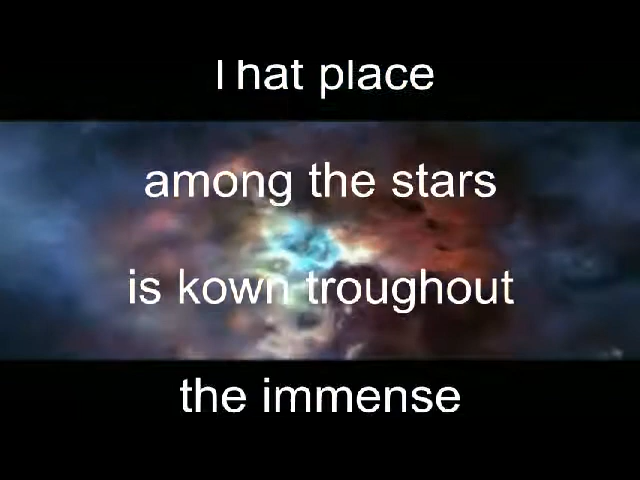 That place
among the stars
is kown troughout
the immense